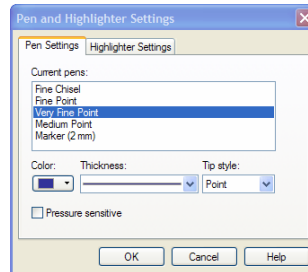 Pen and Highlighter Settings
Pen Settings Highlighter Settings
Current pens:
Fine Chisel
Fine Point
Very Fine Point
Medium Point
Marker (2 mm)
Color: Thickness: Tip style:
Point
Pressure sensitive
OK Cancel Help